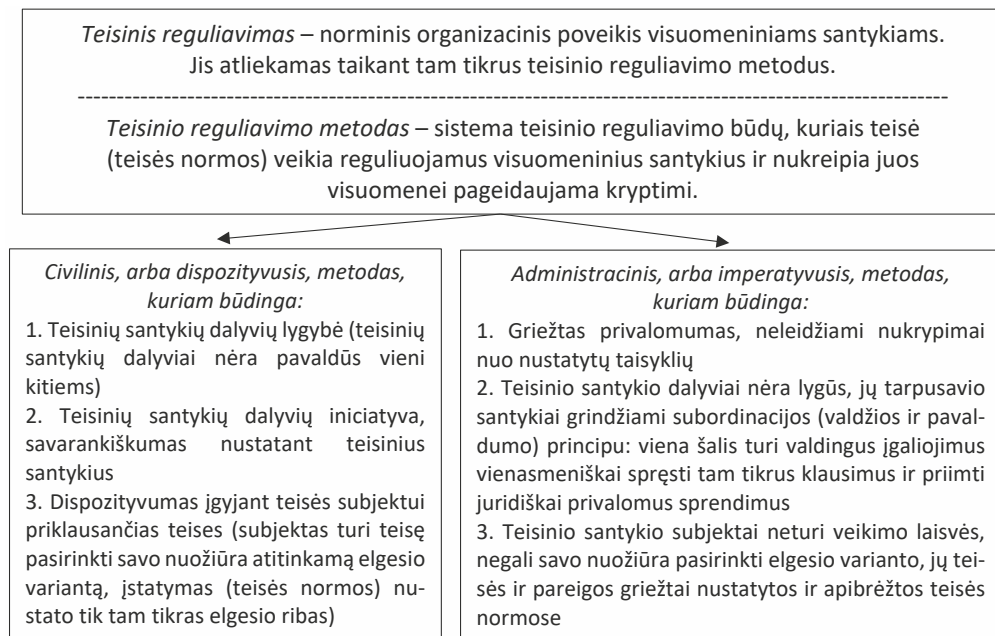 Teisinis reguliavimas – norminis organizacinis poveikis visuomeniniams santykiams.
Jis atliekamas taikant tam tikrus teisinio reguliavimo metodus.
Teisinio reguliavimo metodas – sistema teisinio reguliavimo būdų, kuriais teisė
(teisės normos) veikia reguliuojamus visuomeninius santykius ir nukreipia juos
visuomenei pageidaujama kryptimi.
Civilinis, arba dispozityvusis, metodas,
kuriam būdinga:
1. Teisinių santykių dalyvių lygybė (teisinių
santykių dalyviai nėra pavaldūs vieni
kitiems)
2. Teisinių santykių dalyvių iniciatyva,
savarankiškumas nustatant teisinius
santykius
3. Dispozityvumas įgyjant teisės subjektui
priklausančias teises (subjektas turi teisę
pasirinkti savo nuožiūra atitinkamą elgesio
variantą, įstatymas (teisės normos) nu-
stato tik tam tikras elgesio ribas)
Administracinis, arba imperatyvusis, metodas,
kuriam būdinga:
1. Griežtas privalomumas, neleidžiami nukrypimai
nuo nustatytų taisyklių
2. Teisinio santykio dalyviai nėra lygūs, jų tarpusavio
santykiai grindžiami subordinacijos (valdžios ir paval-
dumo) principu: viena šalis turi valdingus įgaliojimus
vienasmeniškai spręsti tam tikrus klausimus ir priimti
juridiškai privalomus sprendimus
3. Teisinio santykio subjektai neturi veikimo laisvės,
negali savo nuožiūra pasirinkti elgesio varianto, jų tei-
sės ir pareigos griežtai nustatytos ir apibrėžtos teisės
normose